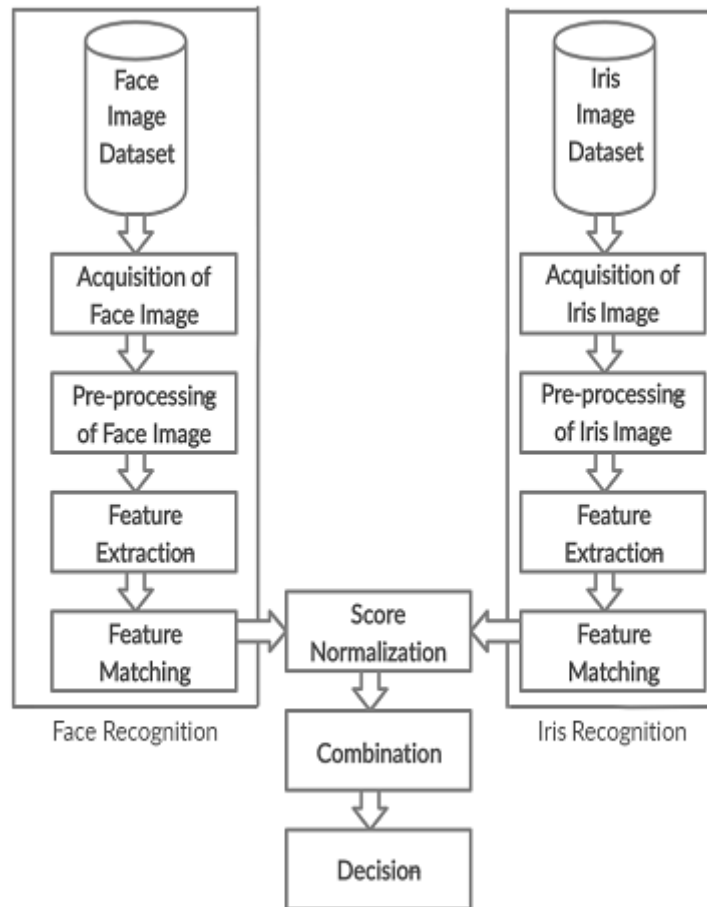 Face
Image
Dataset
Acquisition of
Face Image
Pre-processing
of Face Image
Feature
Extraction
Feature
Matching
Face Recognition
Iris
Image
Dataset
Acquisition of
Iris Image
Pre-processing
of Iris Image
Feature
Extraction
Feature
Matching
Iris Recognition
Score
Normalization
Combination
Decision